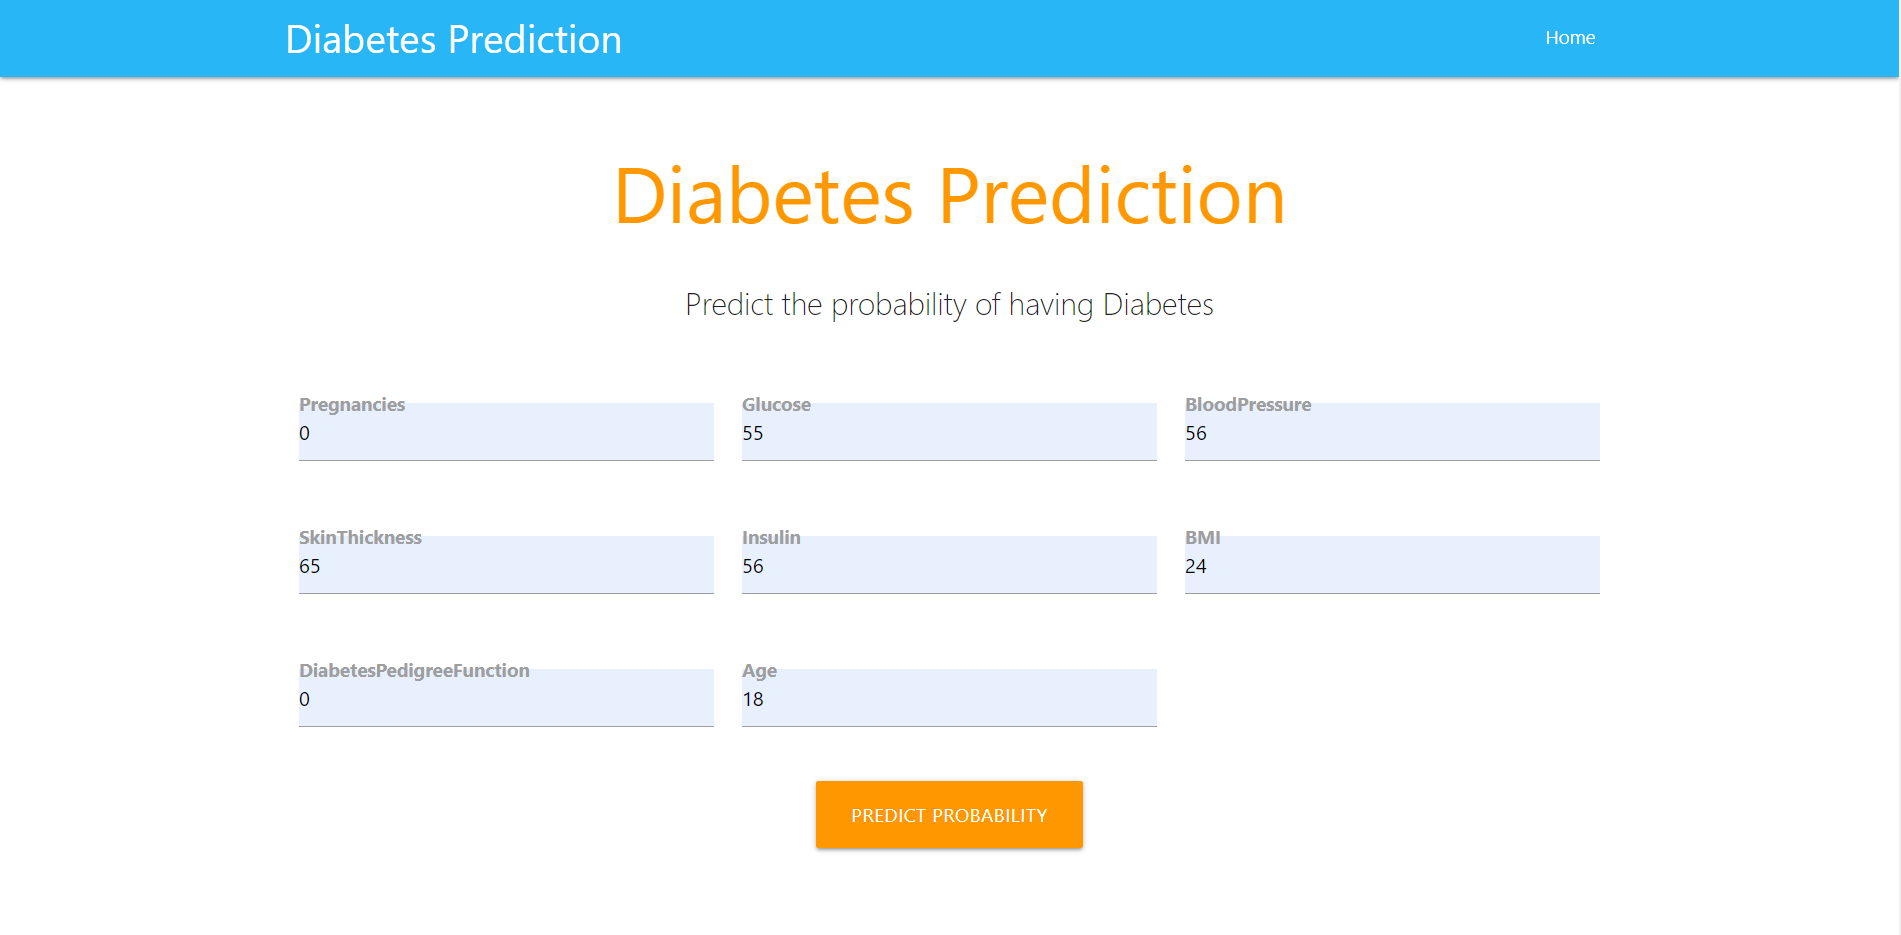 Diabetes Prediction
Home
Diabetes Prediction
Predict the probability of having Diabetes
Pregnancies
0
Glucose
55
BloodPressure
56
SkinThickness
65
Insulin
56
BMI
24
DiabetesPedigreeFunction
0
Age
18
PREDICT PROBABILITY